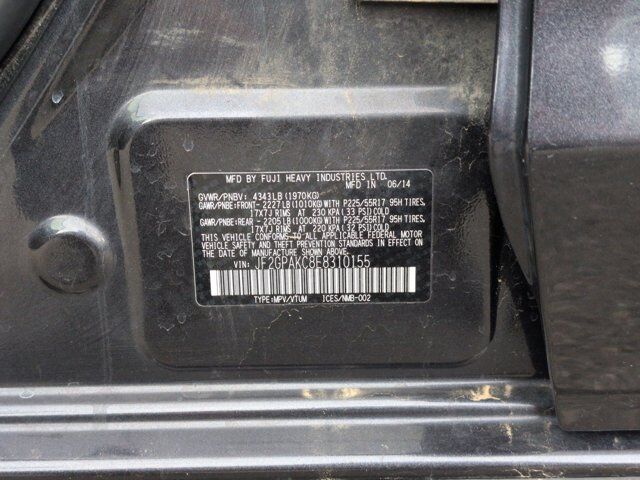 MFD BY FUJI HEAVY INDUSTRIES LTD.
MFD IN 06/14
GVWR/PNBV: 4343LB(1970KG)
GAWR/PNBE:FRONT- 2227LB(1010KG)WITH P225/55R17 95H TIRES,
17X7J RIMS AT 230 KPA(33 PSI)COLD
GAWR/PNBE:REAR - 2205LB(1000KG)WITH P225/55R17 95H TIRES,
17X7J RIMS AT 220 KPA(32 PSI)COLD
THIS VEHICLE CONFORMS TO ALL APPLICABLE FEDERAL MOTOR
VEHICLE SAFETY AND THEFT PREVENTION STANDARDS IN EFFECT ON
THE DATE OF MANUFACTURE SHOWN ABOVE.
VIN: JF2GPAKC8E8310155
TYPE:MPV/VTUM ICES/NMB-002